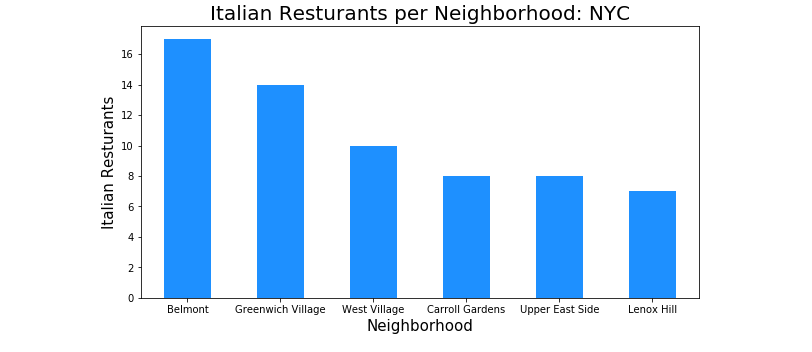 Italian Resturants per Neighborhood: NYC
Italian Resturants
16
14
12
10
8
6
4
2
0
Belmont Greenwich Village West Village Carroll Gardens Upper East Side Lenox Hill
Neighborhood